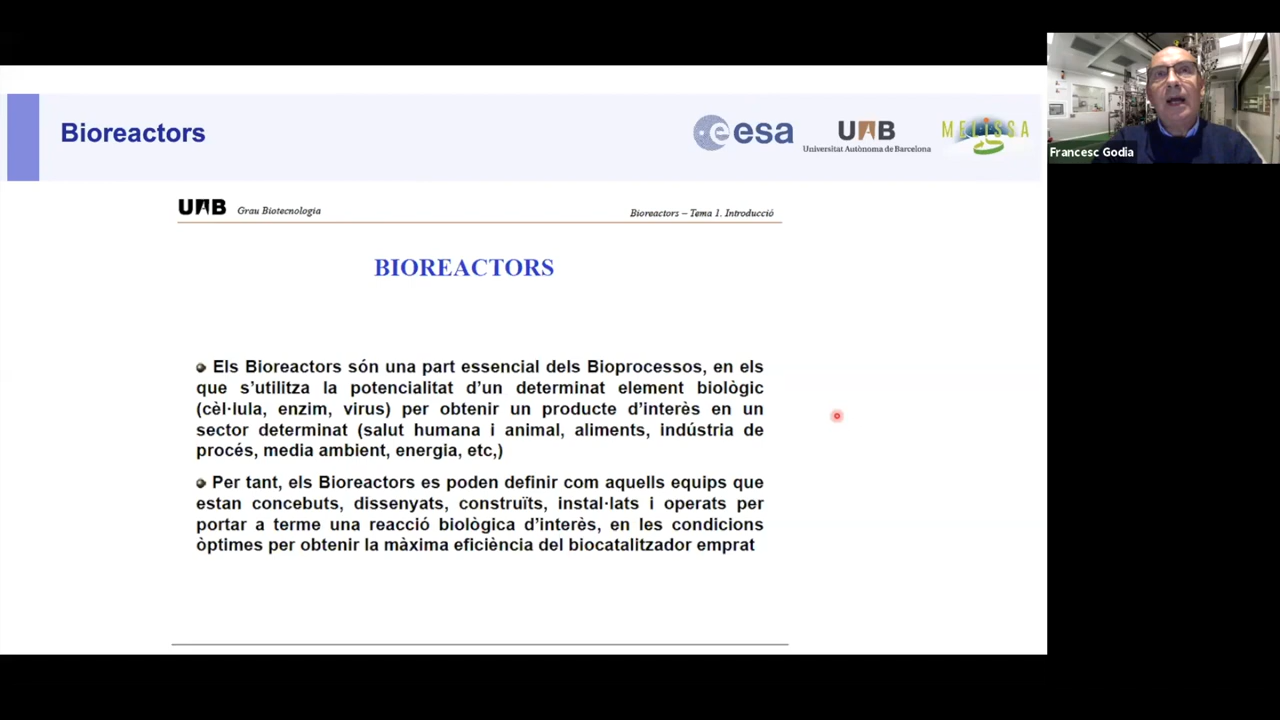 Bioreactors
esa
UAB
Universitat Autònoma de Barcelona
MELISSA
Francesc Godia
UAB Grau Biotecnologia
Bioreactors – Tema 1. Introducció
BIOREACTORS
Els Bioreactors són una part essencial dels Bioprocessos, en els
que s’utilitza la potencialitat d’un determinat element biològic
(cèl·lula, enzim, virus) per obtenir un producte d’interès en un
sector determinat (salut humana i animal, aliments, indústria de
procés, media ambient, energia, etc,)
Per tant, els Bioreactors es poden definir com aquells equips que
estan concebuts, dissenyats, construïts, instal·lats i operats per
portar a terme una reacció biològica d’interès, en les condicions
òptimes per obtenir la màxima eficiència del biocatalitzador emprat